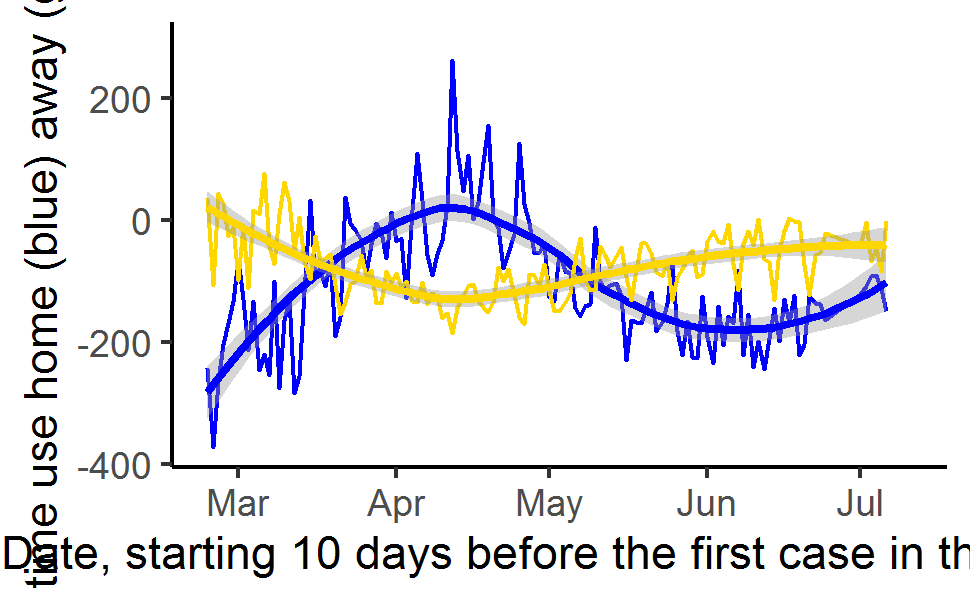 time use home (blue) away (
200
0
-200
-400
Mar Apr May Jun Jul
Date, starting 10 days before the first case in th